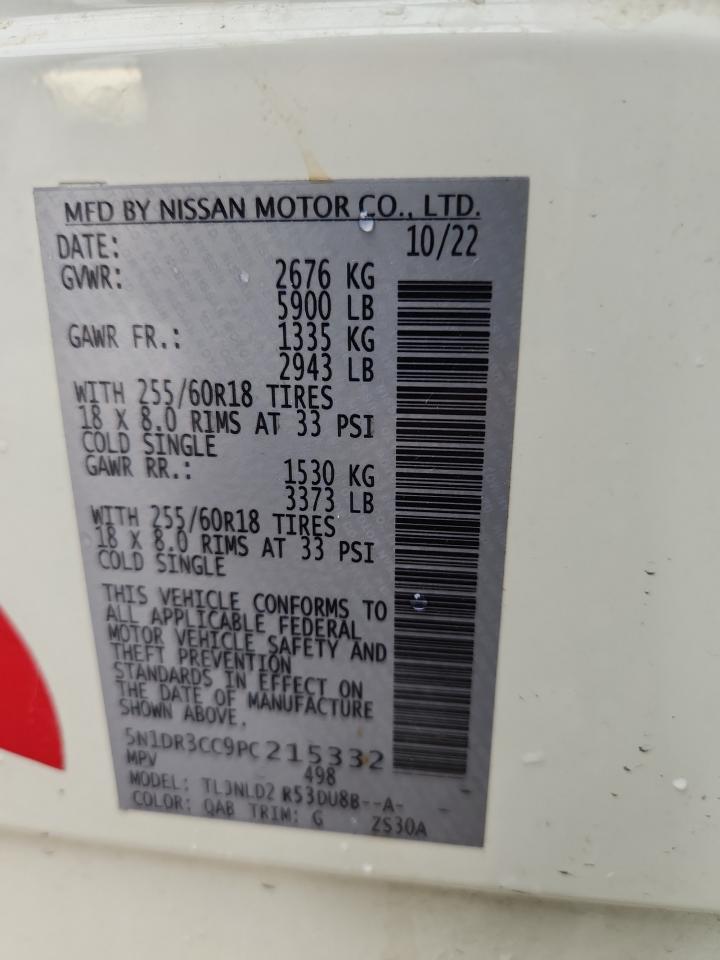 MFD BY NISSAN MOTOR CO., LTD.
DATE: 10/22
GVWR: 2676 KG
5900 LB
GAWR FR.: 1335 KG
2943 LB
WITH 255/60R18 TIRES
18 X 8.0 RIMS AT 33 PSI
COLD SINGLE
GAWR RR.: 1530 KG
3373 LB
WITH 255/60R18 TIRES
18 X 8.0 RIMS AT 33 PSI
COLD SINGLE
THIS VEHICLE CONFORMS TO
ALL APPLICABLE FEDERAL
MOTOR VEHICLE SAFETY AND
THEFT PREVENTION
STANDARDS IN EFFECT ON
THE DATE OF MANUFACTURE
SHOWN ABOVE.
5N1DR3CC9PC215332
MPV 498
MODEL: TL3NLDZ R53DU8B--A- -
COLOR: QAB TRIM: G ZS30A